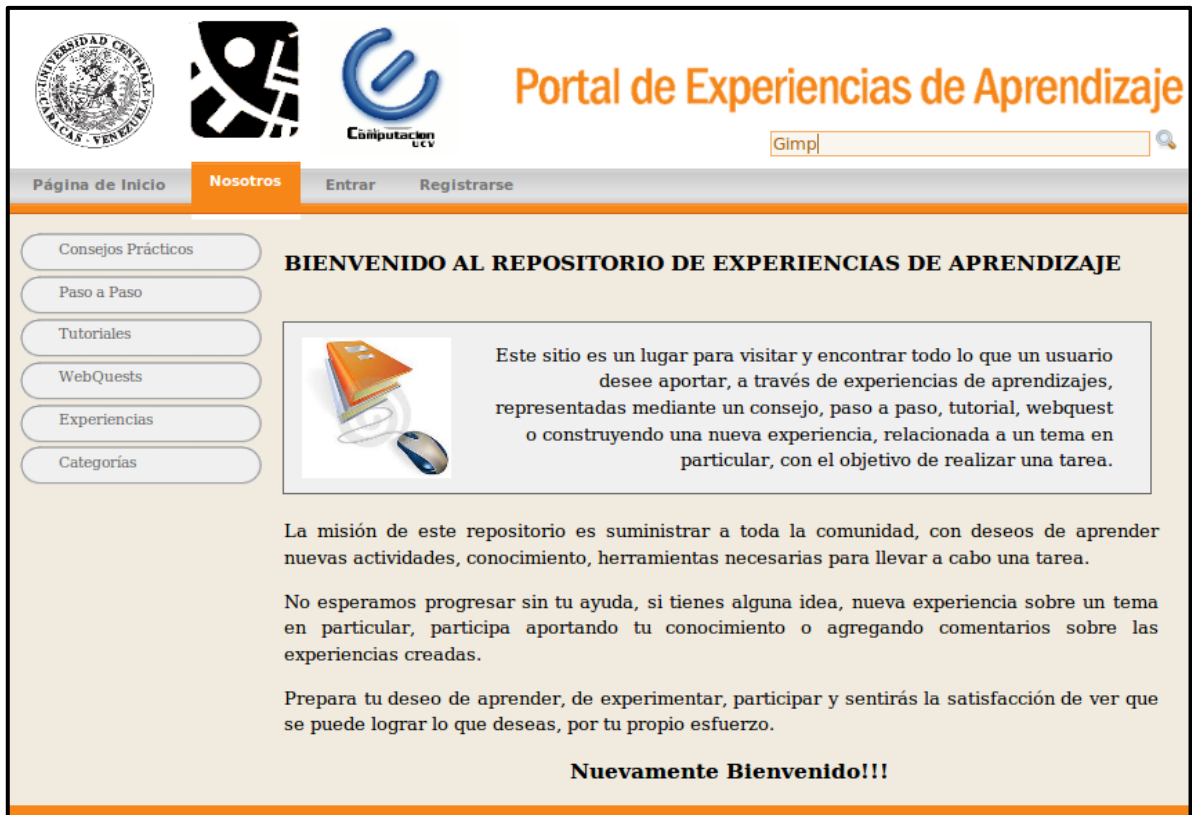 UNIVERSIDAD CENTRAL
CARACAS - VENEZUELA
Computacion
UCV
Portal de Experiencias de Aprendizaje
Gimp
Página de Inicio Nosotros Entrar Registrarse
Consejos Prácticos
Paso a Paso
Tutoriales
WebQuests
Experiencias
Categorías
BIENVENIDO AL REPOSITORIO DE EXPERIENCIAS DE APRENDIZAJE
Este sitio es un lugar para visitar y encontrar todo lo que un usuario
desee aportar, a través de experiencias de aprendizajes,
representadas mediante un consejo, paso a paso, tutorial, webquest
o construyendo una nueva experiencia, relacionada a un tema en
particular, con el objetivo de realizar una tarea.
La misión de este repositorio es suministrar a toda la comunidad, con deseos de aprender
nuevas actividades, conocimiento, herramientas necesarias para llevar a cabo una tarea.
No esperamos progresar sin tu ayuda, si tienes alguna idea, nueva experiencia sobre un tema
en particular, participa aportando tu conocimiento o agregando comentarios sobre las
experiencias creadas.
Prepara tu deseo de aprender, de experimentar, participar y sentirás la satisfacción de ver que
se puede lograr lo que deseas, por tu propio esfuerzo.
Nuevamente Bienvenido!!!